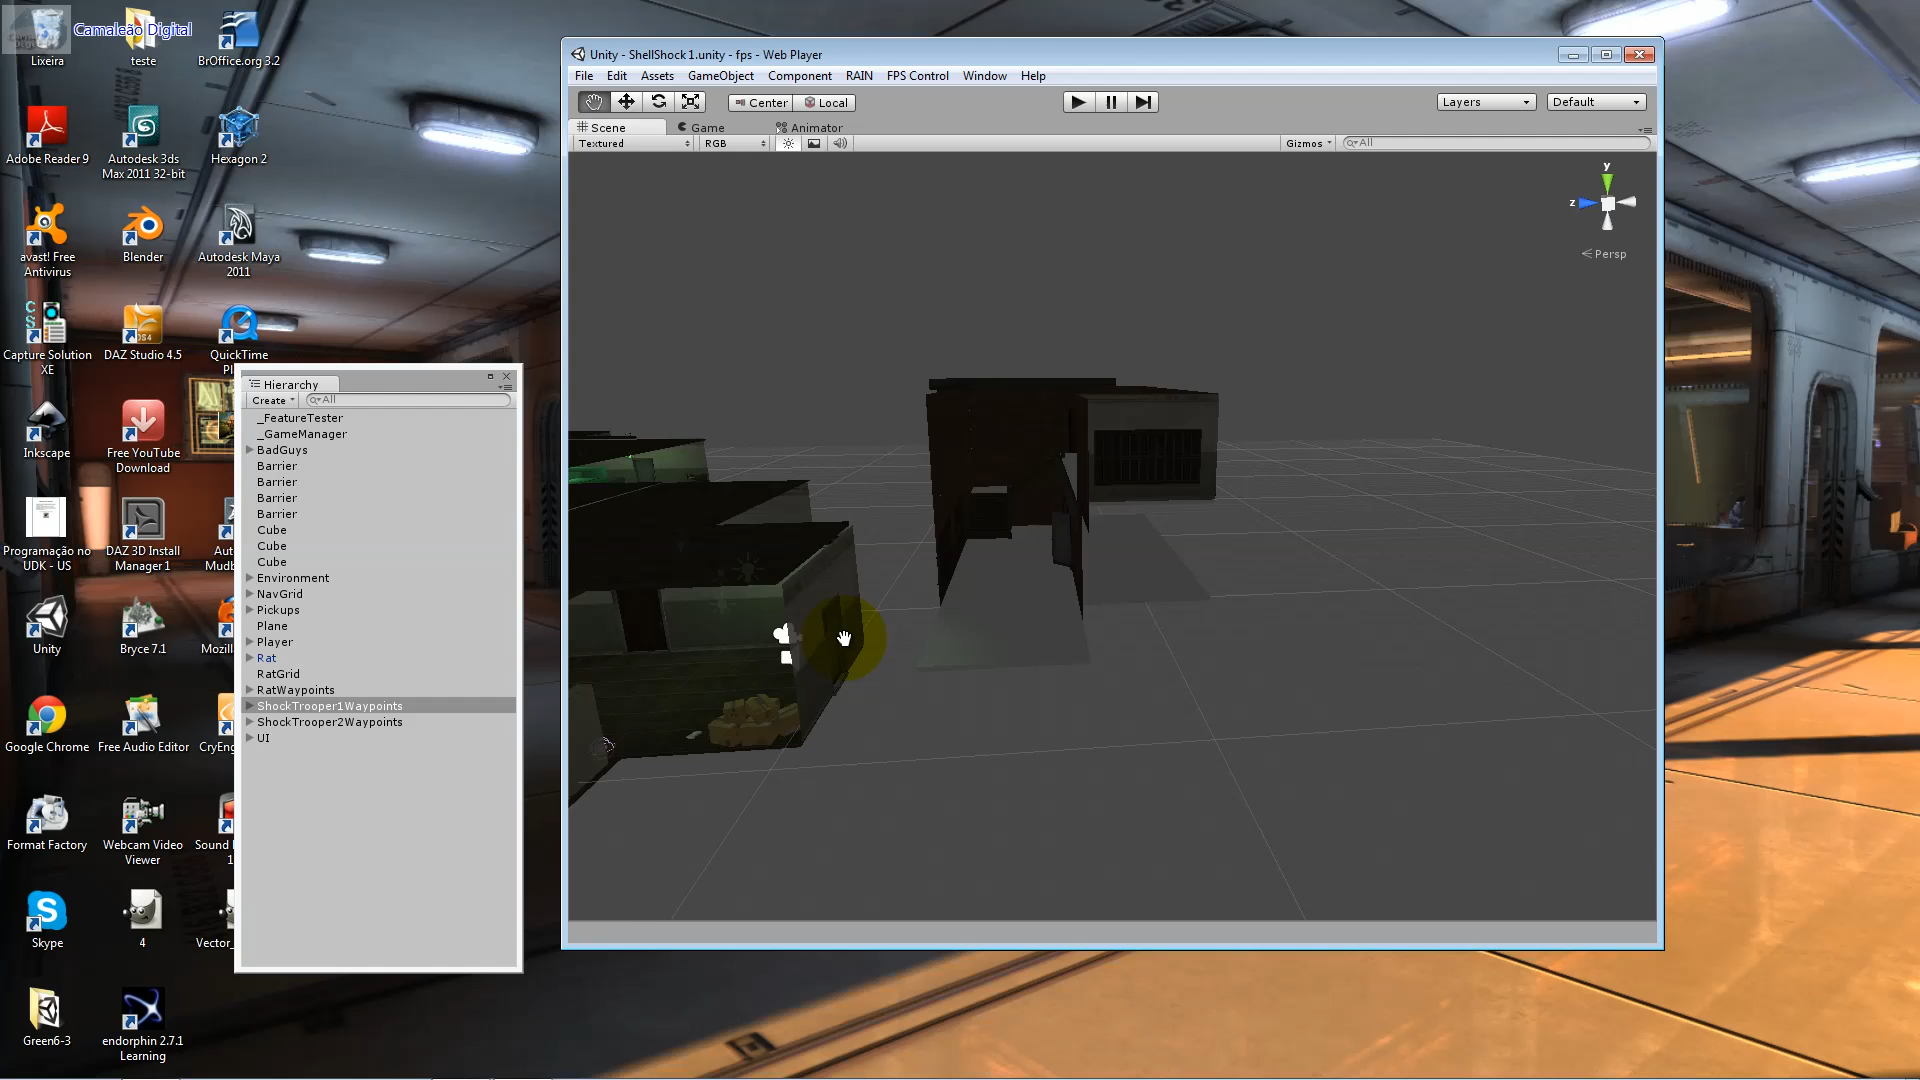 Camaleão Digital
Lixeira
teste
BrOffice.org 3.2
Adobe Reader 9
Autodesk 3ds
Max 2011 32-bit
Hexagon 2
avast! Free
Antivirus
Blender
Autodesk Maya
2011
Capture Solution
XE
DAZ Studio 4.5
QuickTime
Inkscape
Free YouTube
Download
Programação no
UDK - US
DAZ 3D Install
Manager1
Unity
Bryce 7.1
Google Chrome
Free Audio Editor
Format Factory
Webcam Video
Viewer
Sound
1
Skype
4
Vector_
Green6-3
endorphin 2.7.1
Learning
Hierarchy
Create
All
_FeatureTester
_GameManager
BadGuys
Barrier
Barrier
Barrier
Barrier
Cube
Cube
Cube
Environment
NavGrid
Pickups
Plane
Player
Rat
RatGrid
RatWaypoints
ShockTrooper1Waypoints
ShockTrooper2Waypoints
UI
Unity - ShellShock 1.unity - fps - Web Player
File Edit Assets GameObject Component RAIN FPS Control Window Help
Center Local
Layers Default
Scene Game Animator
Textured RGB Gizmos All
y
z
Persp